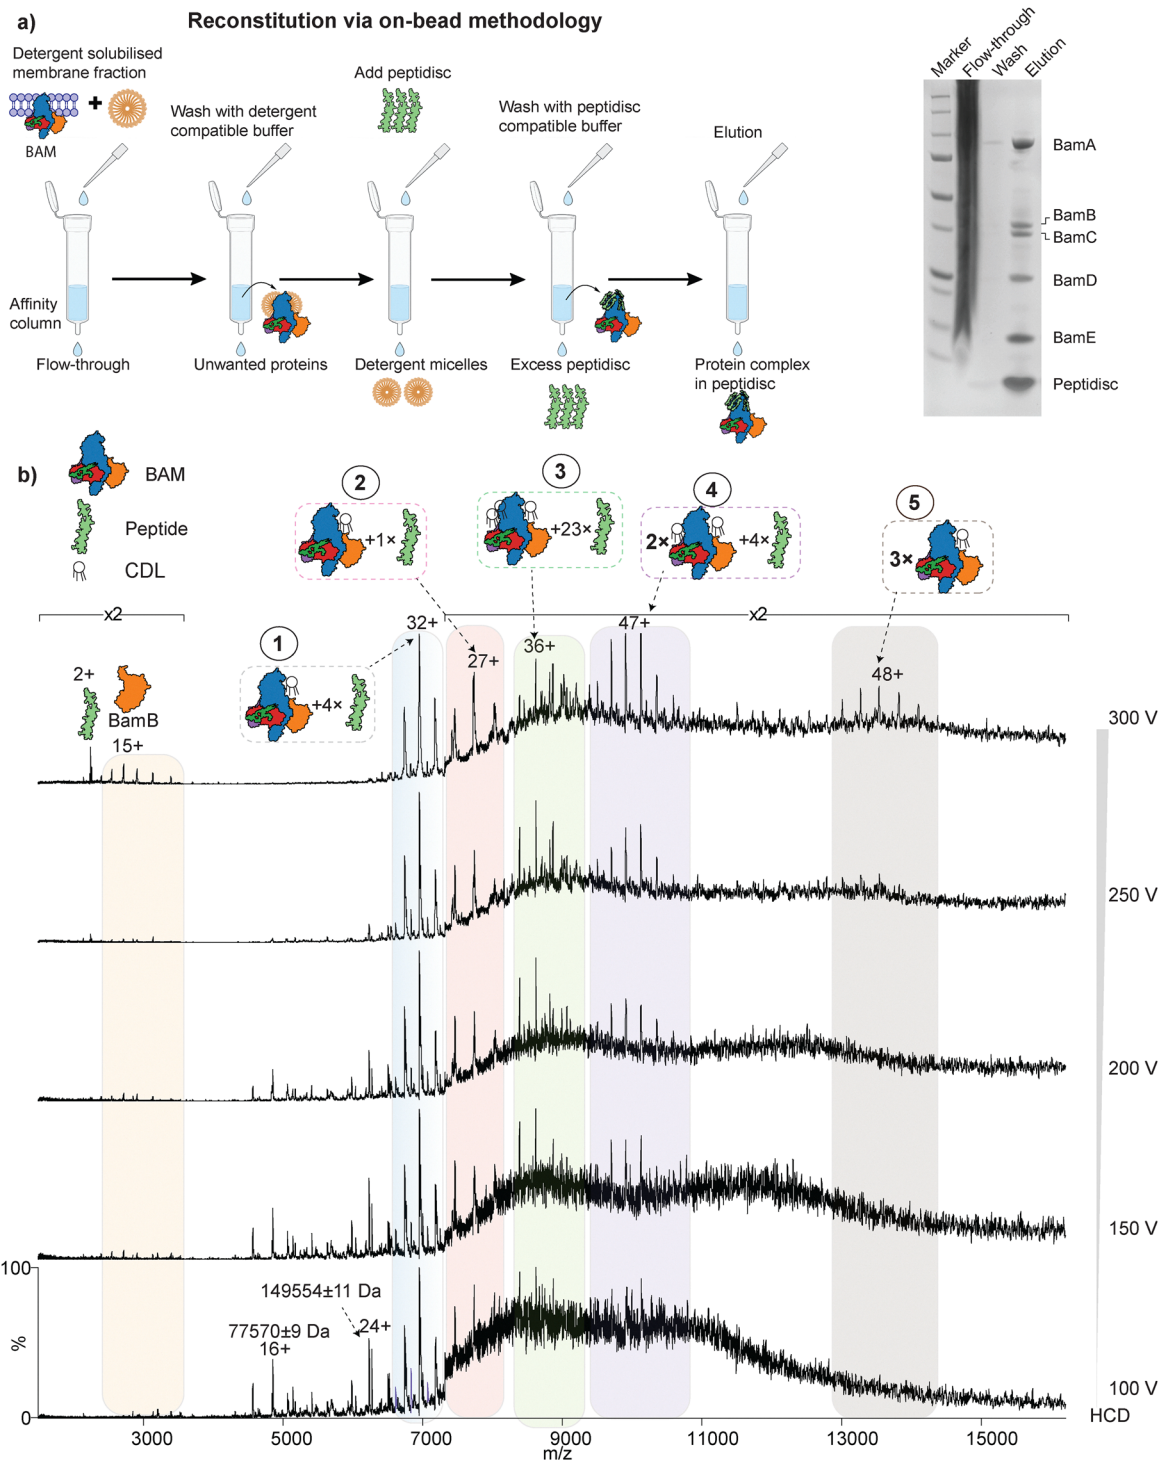 a)
Reconstitution via on-bead methodology
Detergent solubilised
membrane fraction
+
BAM
Wash with detergent
compatible buffer
Add peptidisc
Wash with peptidisc
compatible buffer
Elution
Affinity
column
Flow-through
Unwanted proteins
Detergent micelles
Excess peptidisc
Protein complex
in peptidisc
Marker
Flow-through
Wash
Elution
BamA
BamB
BamC
BamD
BamE
Peptidisc
b)
BAM
Peptide
CDL
1
+4×
2
+1×
3
+23×
4
2×
+4×
5
3×
x2
x2
2+
BamB
15+
32+
27+
36+
47+
48+
300 V
250 V
200 V
150 V
100 V
HCD
149554±11 Da
24+
77570±9 Da
16+
100
%
0
3000
5000
7000
9000
11000
13000
15000
m/z